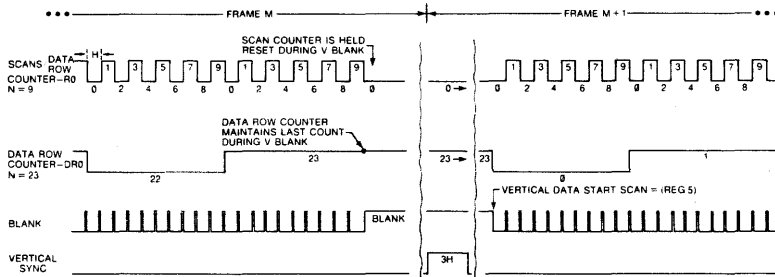 ••• FRAME M FRAME M + 1 •••
SCAN COUNTER IS HELD
RESET DURING V BLANK
SCANS DATA ROW COUNTER-R0
N = 9
H
1 3 5 7 9 1 3 5 7 9 0 1 3 5 7 9 1 3 5 7 9
0 2 4 6 8 0 2 4 6 8 0→ 0 2 4 6 8 0 2 4 6 8
DATA ROW COUNTER
MAINTAINS LAST COUNT
DURING V BLANK
DATA ROW
COUNTER-DR0
N = 23
22 23 23→ 23 0 1
VERTICAL DATA START SCAN = (REG 5)
BLANK BLANK
VERTICAL
SYNC
3H